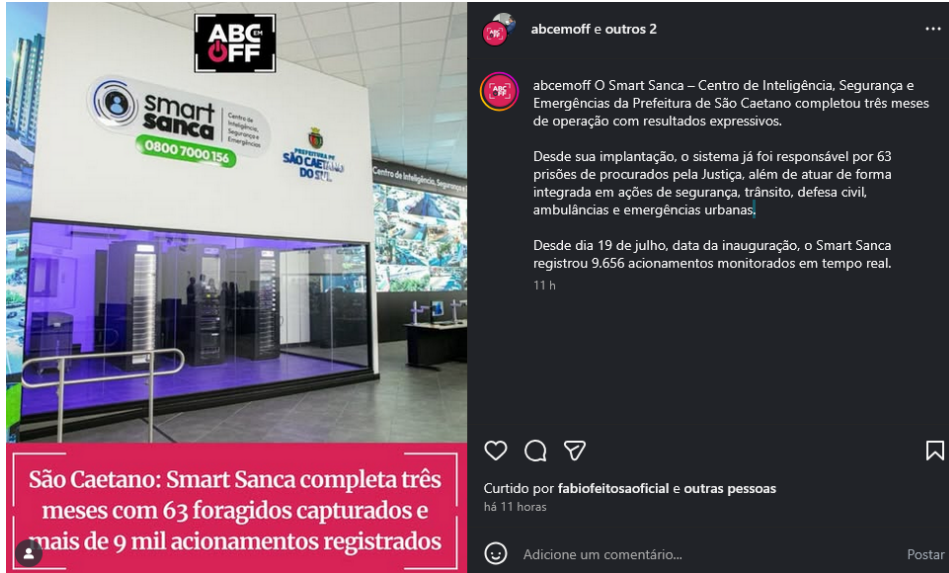 ABC EM
OFF
smart
sanca
Centro de
Inteligência,
Segurança e
Emergências
0800 7000 156
PREFEITURA DE
SÃO CAETANO
DO SUL
Centro de Inteligência, Segurança e
São Caetano: Smart Sanca completa três
meses com 63 foragidos capturados e
mais de 9 mil acionamentos registrados
abcemoff e outros 2
abcemoff O Smart Sanca – Centro de Inteligência, Segurança e
Emergências da Prefeitura de São Caetano completou três meses
de operação com resultados expressivos.
Desde sua implantação, o sistema já foi responsável por 63
prisões de procurados pela Justiça, além de atuar de forma
integrada em ações de segurança, trânsito, defesa civil,
ambulâncias e emergências urbanas.
Desde dia 19 de julho, data da inauguração, o Smart Sanca
registrou 9.656 acionamentos monitorados em tempo real.
11 h
Curtido por fabiofeitosaoficial e outras pessoas
há 11 horas
Adicione um comentário...
Postar